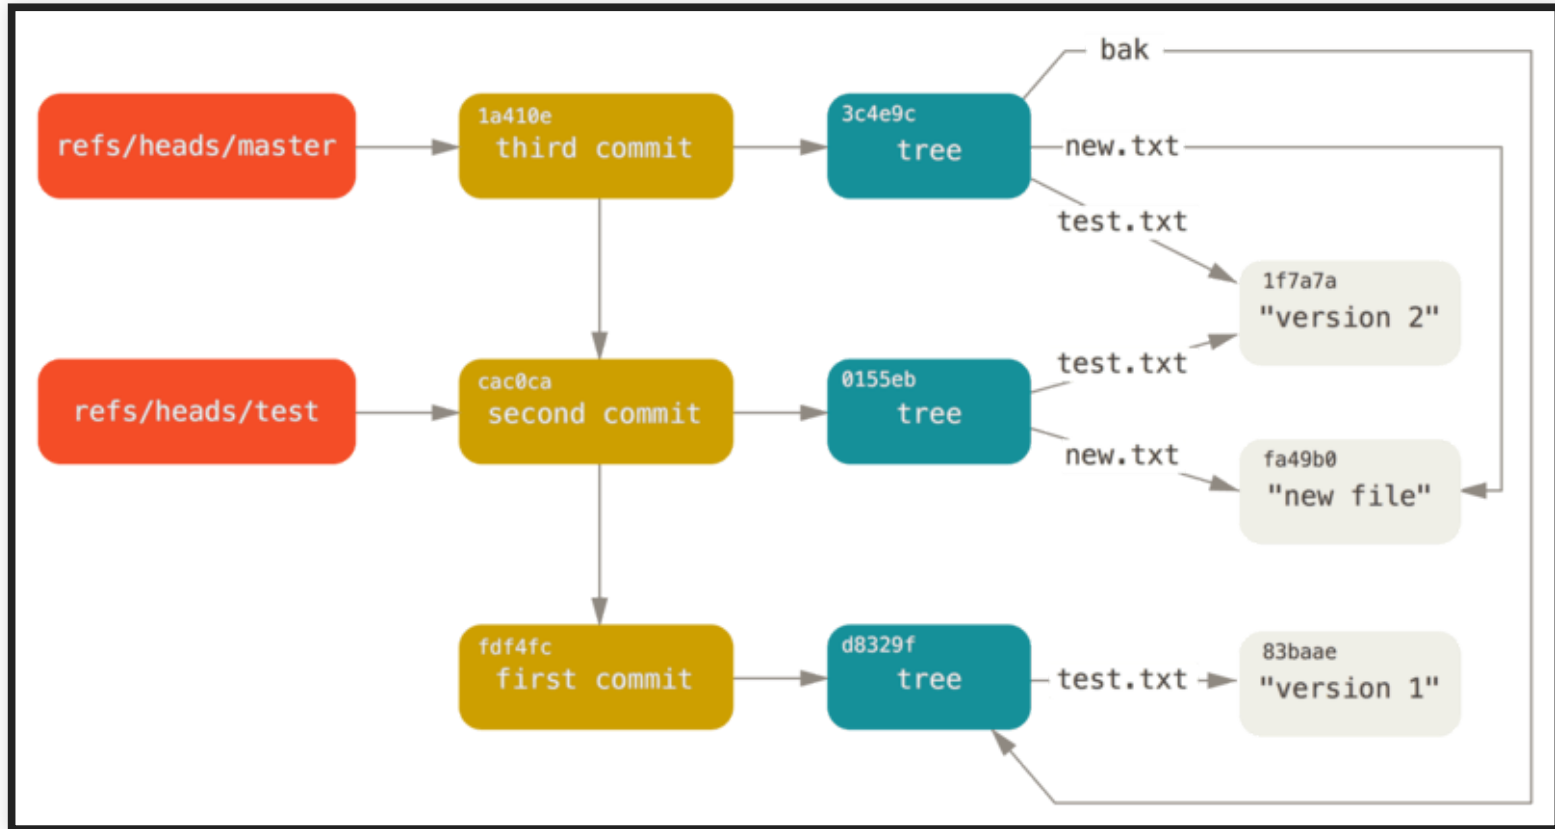 bak
refs/heads/master
1a410e
third commit
3c4e9c
tree
new.txt
test.txt
1f7a7a
"version 2"
refs/heads/test
cac0ca
second commit
0155eb
tree
test.txt
new.txt
fa49b0
"new file"
fdf4fc
first commit
d8329f
tree
test.txt
83baae
"version 1"